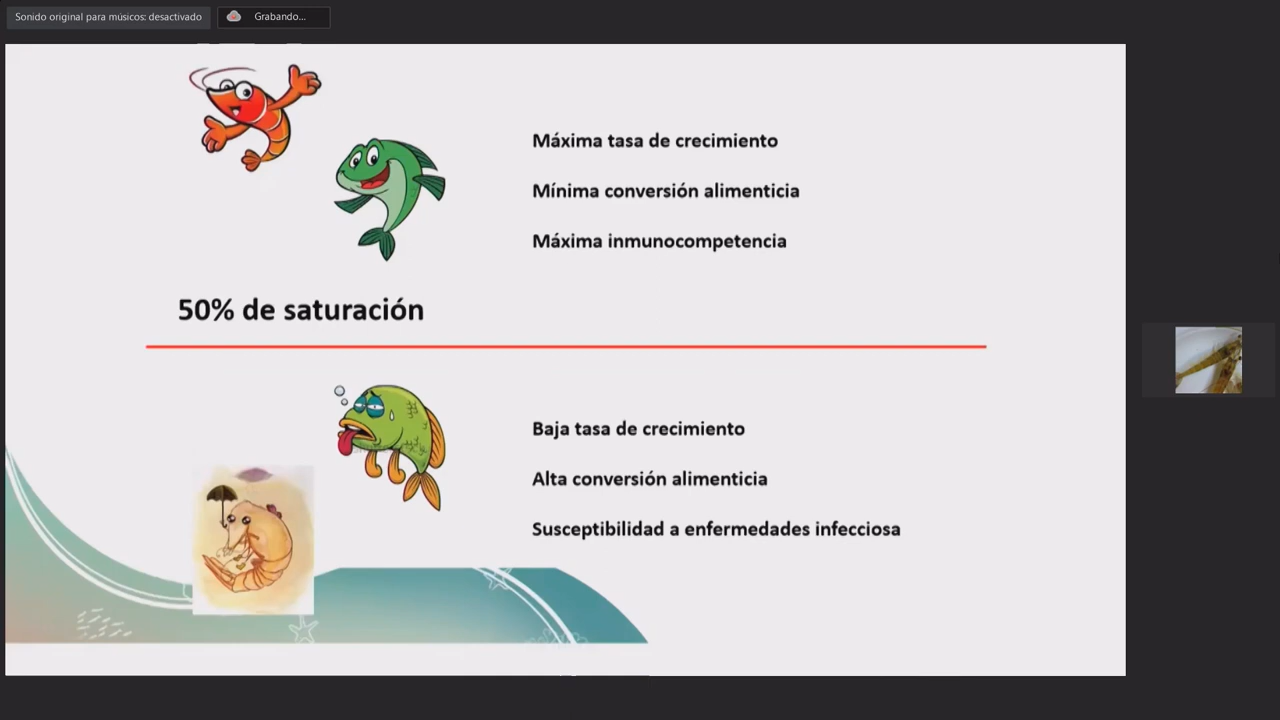 Sonido original para músicos: desactivado
Grabando...
Máxima tasa de crecimiento
Mínima conversión alimenticia
Máxima inmunocompetencia
50% de saturación
Baja tasa de crecimiento
Alta conversión alimenticia
Susceptibilidad a enfermedades infecciosa